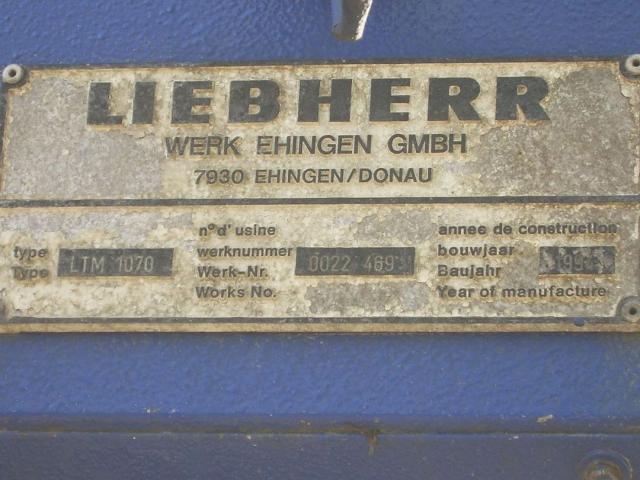 LIEBHERR
WERK EHINGEN GMBH
7930 EHINGEN/DONAU
type
Type
LTM 1070
n° d' usine
werknummer
Werk-Nr.
Works No.
0022 469
annee de construction
bouwjaar
Baujahr
Year of manufacture